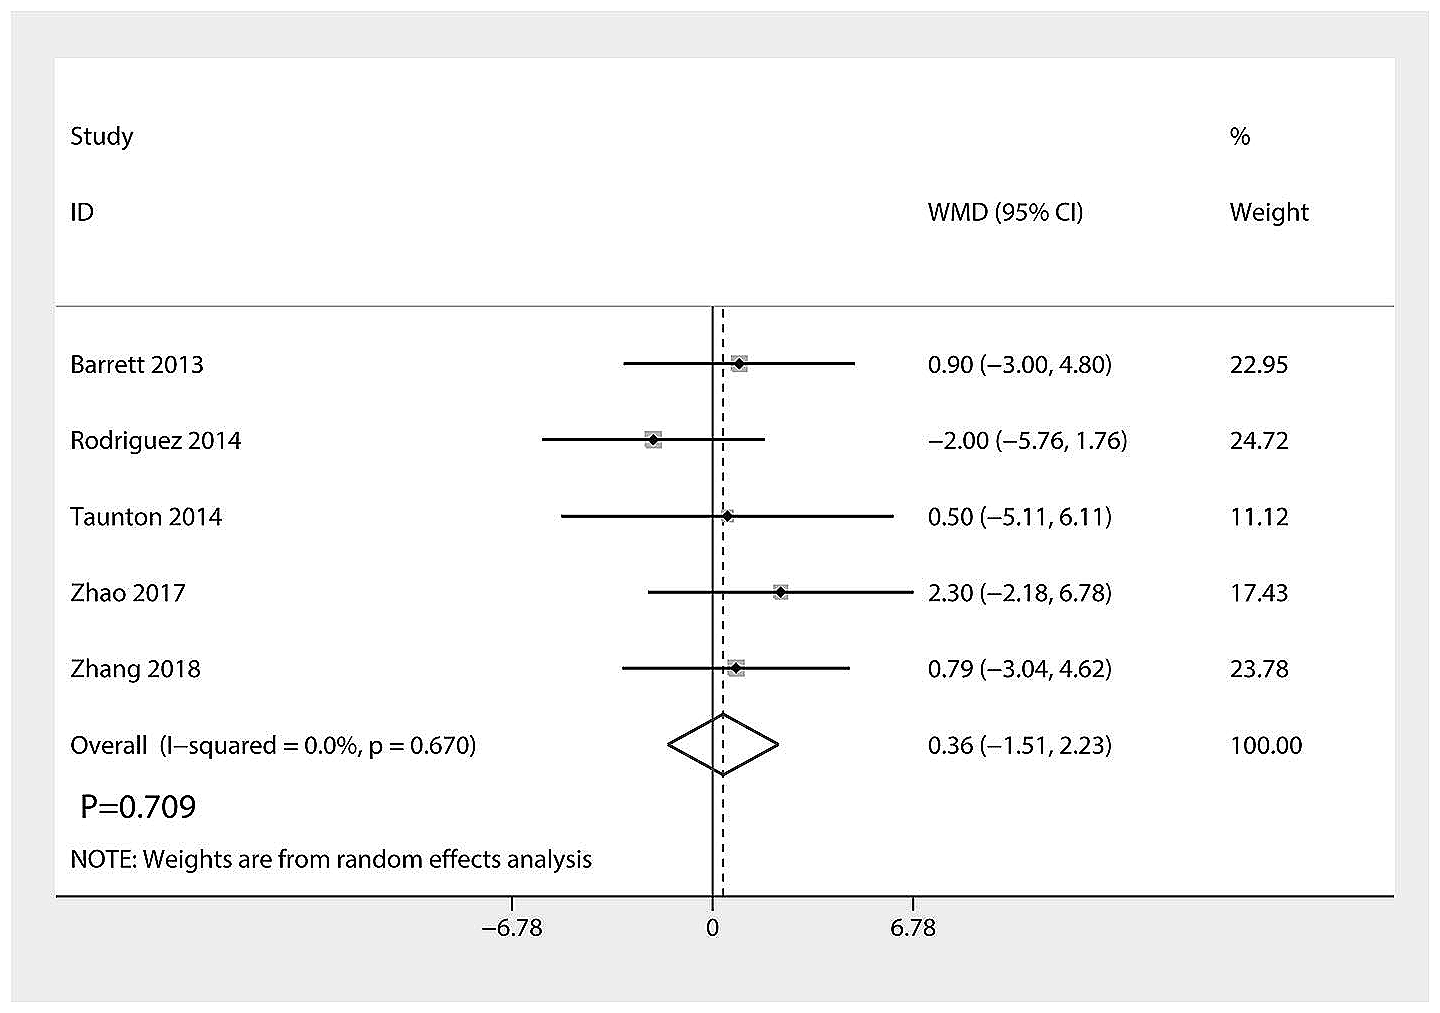 Study %
ID WMD (95% CI) Weight
Barrett 2013 0.90 (−3.00, 4.80) 22.95
Rodriguez 2014 −2.00 (−5.76, 1.76) 24.72
Taunton 2014 0.50 (−5.11, 6.11) 11.12
Zhao 2017 2.30 (−2.18, 6.78) 17.43
Zhang 2018 0.79 (−3.04, 4.62) 23.78
Overall (I−squared = 0.0%, p = 0.670) 0.36 (−1.51, 2.23) 100.00
P=0.709
NOTE: Weights are from random effects analysis
−6.78 0 6.78